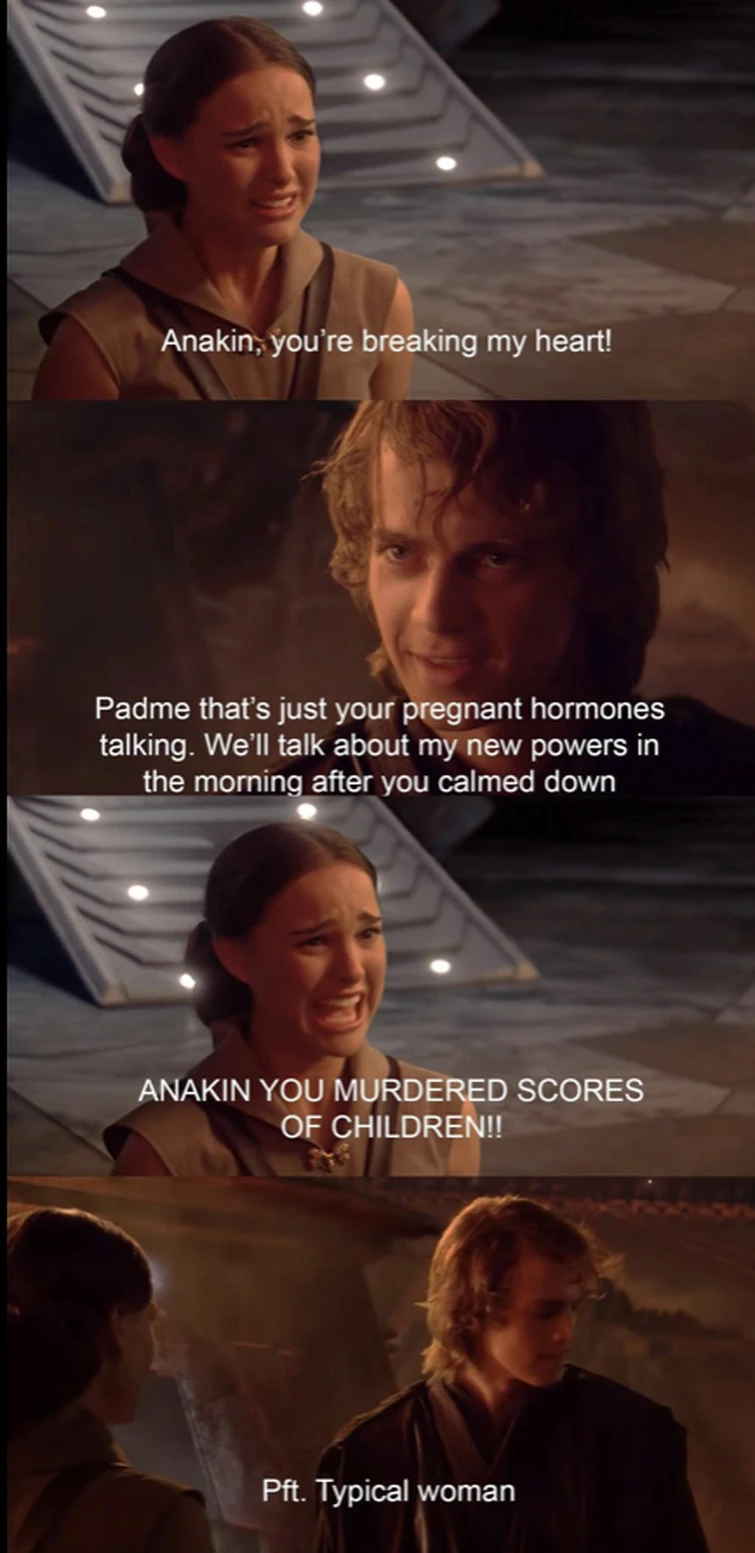 Anakin, you're breaking my heart!
Padme that's just your pregnant hormones
talking. We'll talk about my new powers in
the morning after you calmed down
ANAKIN YOU MURDERED SCORES
OF CHILDREN!!
Pft. Typical woman